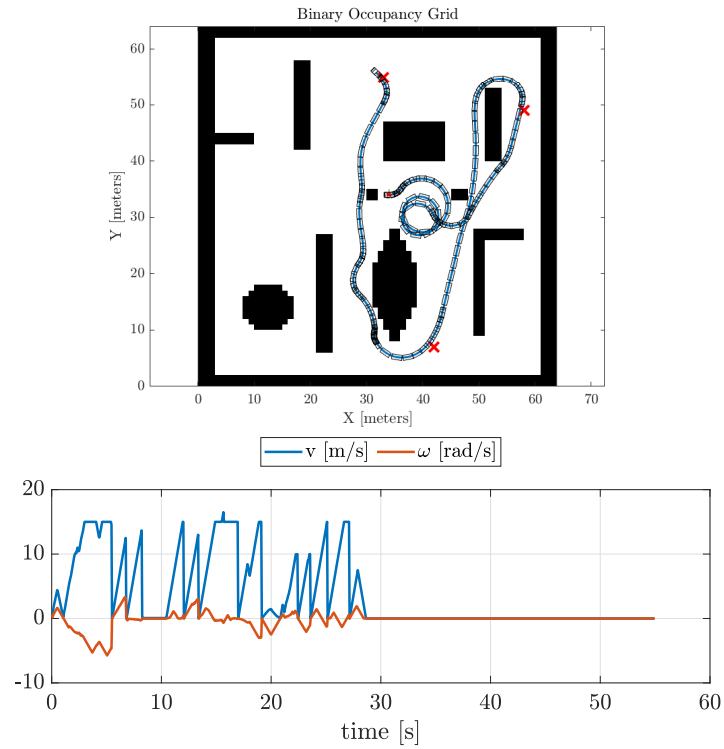 Binary Occupancy Grid
60
50
40
30
20
10
0
Y [meters]
0 10 20 30 40 50 60 70
X [meters]
v [m/s] ω [rad/s]
20
10
0
-10
0 10 20 30 40 50 60
time [s]